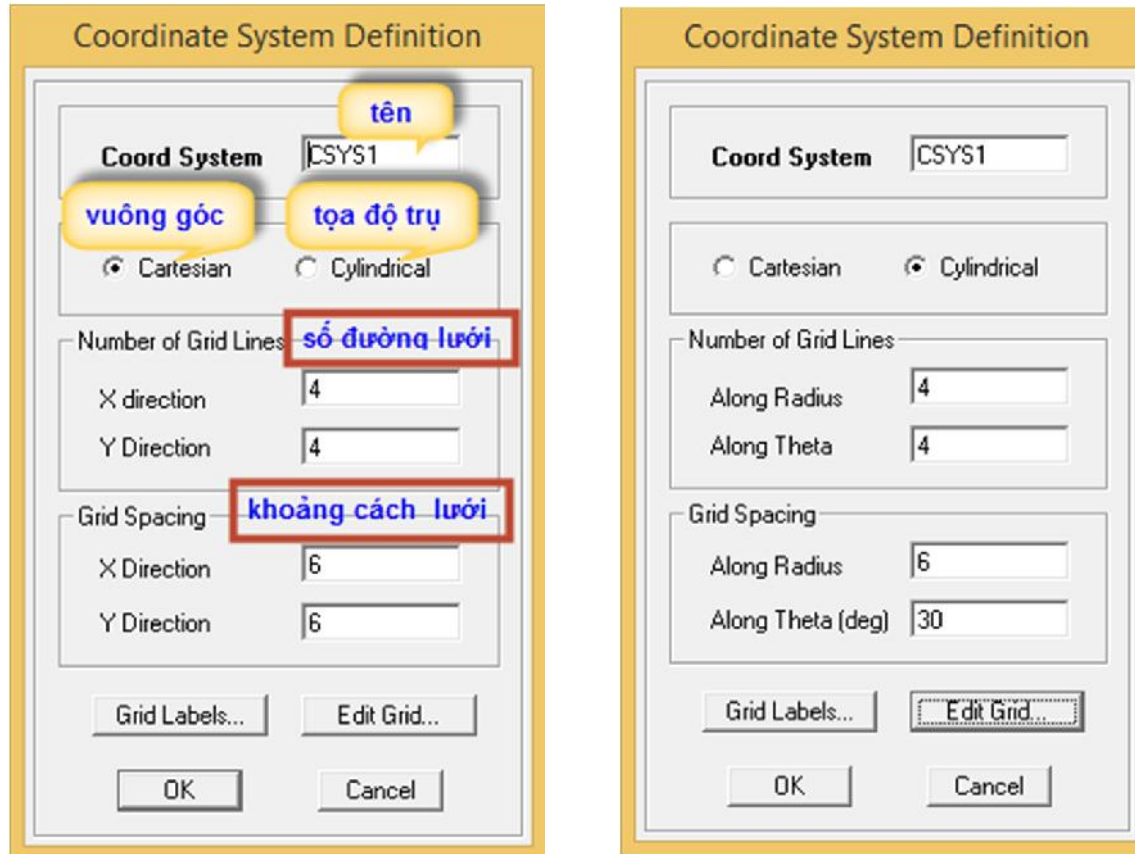 Coordinate System Definition
tên
Coord System CSYS1
vuông góc tọa độ trụ
Cartesian Cylindrical
Number of Grid Lines số đường lưới
X direction 4
Y Direction 4
Grid Spacing khoảng cách lưới
X Direction 6
Y Direction 6
Grid Labels... Edit Grid...
OK Cancel
Coordinate System Definition
Coord System CSYS1
Cartesian Cylindrical
Number of Grid Lines
Along Radius 4
Along Theta 4
Grid Spacing
Along Radius 6
Along Theta (deg) 30
Grid Labels... Edit Grid...
OK Cancel